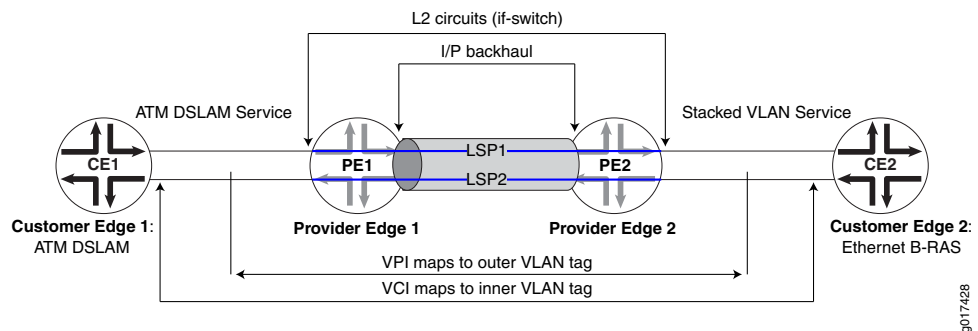 L2 circuits (if-switch)
I/P backhaul
ATM DSLAM Service
Stacked VLAN Service
CE1
PE1
LSP1
LSP2
PE2
CE2
Customer Edge 1:
ATM DSLAM
Provider Edge 1
Provider Edge 2
Customer Edge 2:
Ethernet B-RAS
VPI maps to outer VLAN tag
VCI maps to inner VLAN tag
g017428